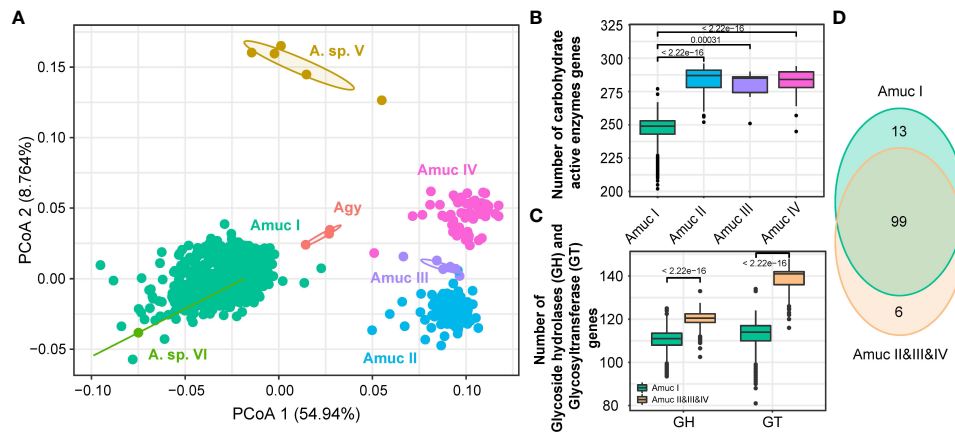 A
PCoA 2 (8.764%)
0.15
0.10
0.05
0.00
−0.05
−0.10
−0.05
0.00
0.05
0.10
PCoA 1 (54.94%)
A. sp. V
Amuc IV
Agy
Amuc I
Amuc III
A. sp. VI
Amuc II
B
Number of carbohydrate
active enzymes genes
300
275
250
225
200
< 2.22e−16
0.00031
< 2.22e−16
Amuc I
Amuc II
Amuc III
Amuc IV
C
Number of
Glycoside hydrolases (GH) and
Glycosyltransferase (GT)
genes
140
120
100
80
< 2.22e−16
< 2.22e−16
Amuc I
Amuc II&III&IV
GH
GT
D
Amuc I
13
99
6
Amuc II&III&IV